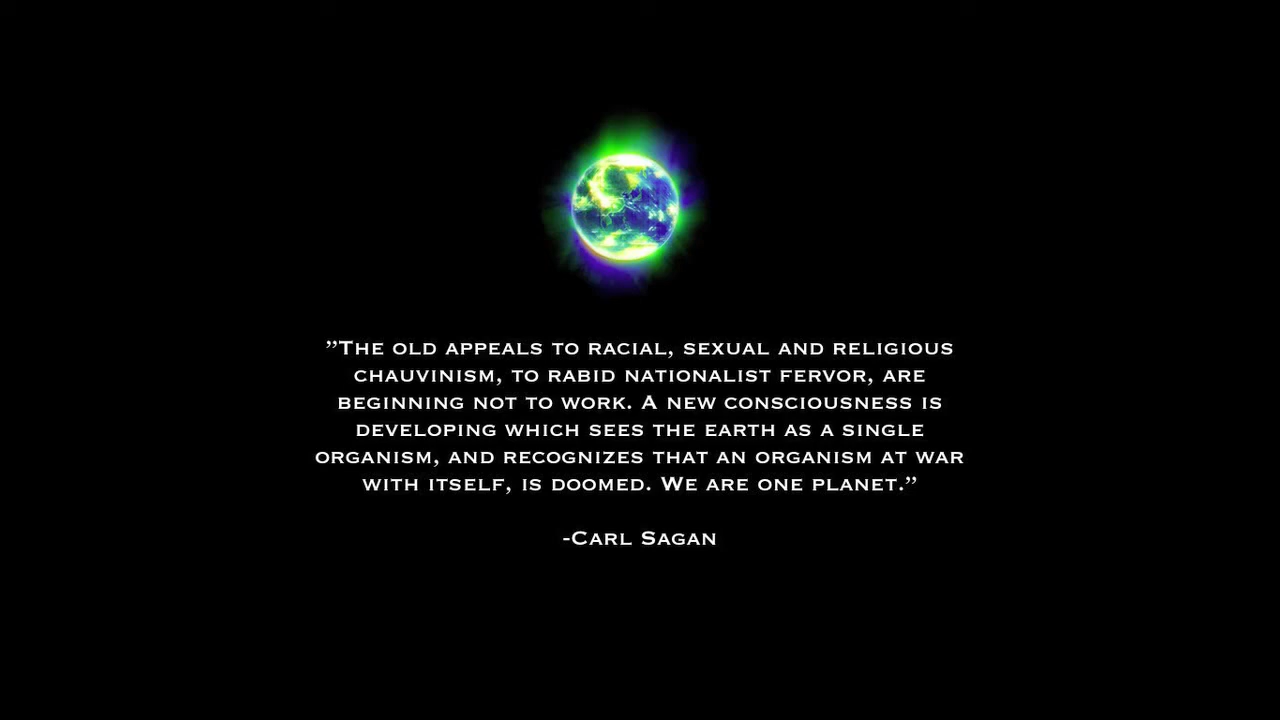 ”The old appeals to racial, sexual and religious
chauvinism, to rabid nationalist fervor, are
beginning not to work. A new consciousness is
developing which sees the earth as a single
organism, and recognizes that an organism at war
with itself, is doomed. We are one planet.”
-Carl Sagan